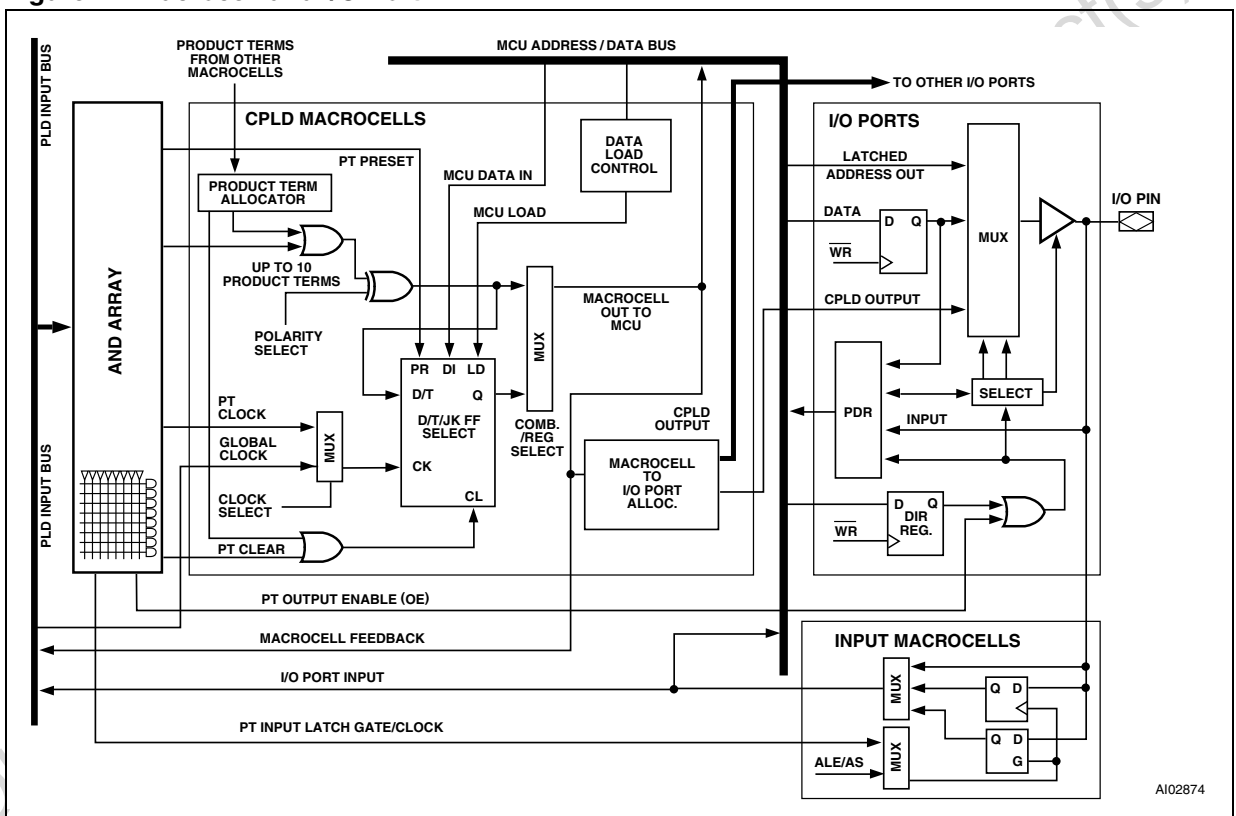 PRODUCT TERMS
FROM OTHER
MACROCELLS
MCU ADDRESS / DATA BUS
TO OTHER I/O PORTS
PLD INPUT BUS
CPLD MACROCELLS
I/O PORTS
PT PRESET
MCU DATA IN
DATA
LOAD
CONTROL
LATCHED
ADDRESS OUT
PRODUCT TERM
ALLOCATOR
MCU LOAD
DATA
D Q
MUX
I/O PIN
WR
UP TO 10
PRODUCT TERMS
AND ARRAY
POLARITY
SELECT
MUX
MACROCELL
OUT TO
MCU
CPLD OUTPUT
PR DI LD
D/T Q
D/T/JK FF
SELECT
CK
CL
COMB.
/REG
SELECT
PT
CLOCK
GLOBAL
CLOCK
MUX
CLOCK
SELECT
PT CLEAR
CPLD
OUTPUT
MACROCELL
TO
I/O PORT
ALLOC.
PDR
SELECT
INPUT
D Q
DIR
REG.
WR
PLD INPUT BUS
PT OUTPUT ENABLE (OE)
MACROCELL FEEDBACK
INPUT MACROCELLS
I/O PORT INPUT
MUX
Q D
PT INPUT LATCH GATE/CLOCK
MUX
Q D
G
ALE/AS
AI02874